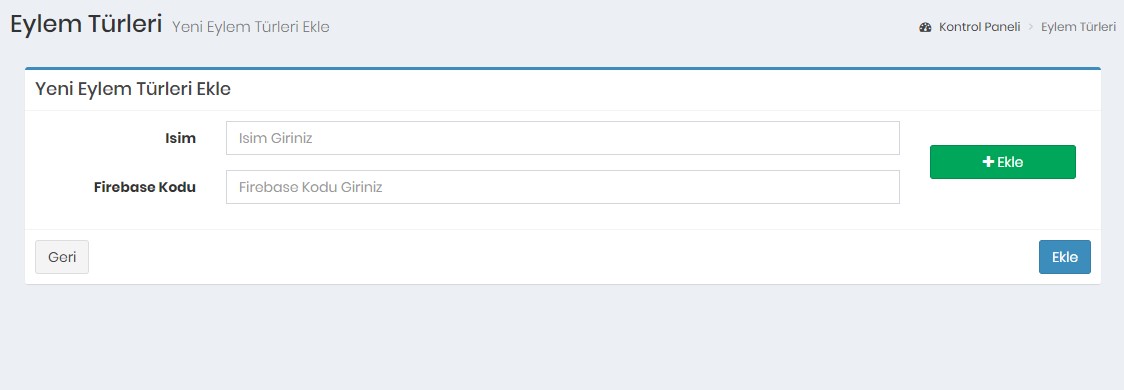 Eylem Türleri Yeni Eylem Türleri Ekle
Kontrol Paneli > Eylem Türleri
Yeni Eylem Türleri Ekle
Isim
Isim Giriniz
Firebase Kodu
Firebase Kodu Giriniz
+ Ekle
Geri
Ekle